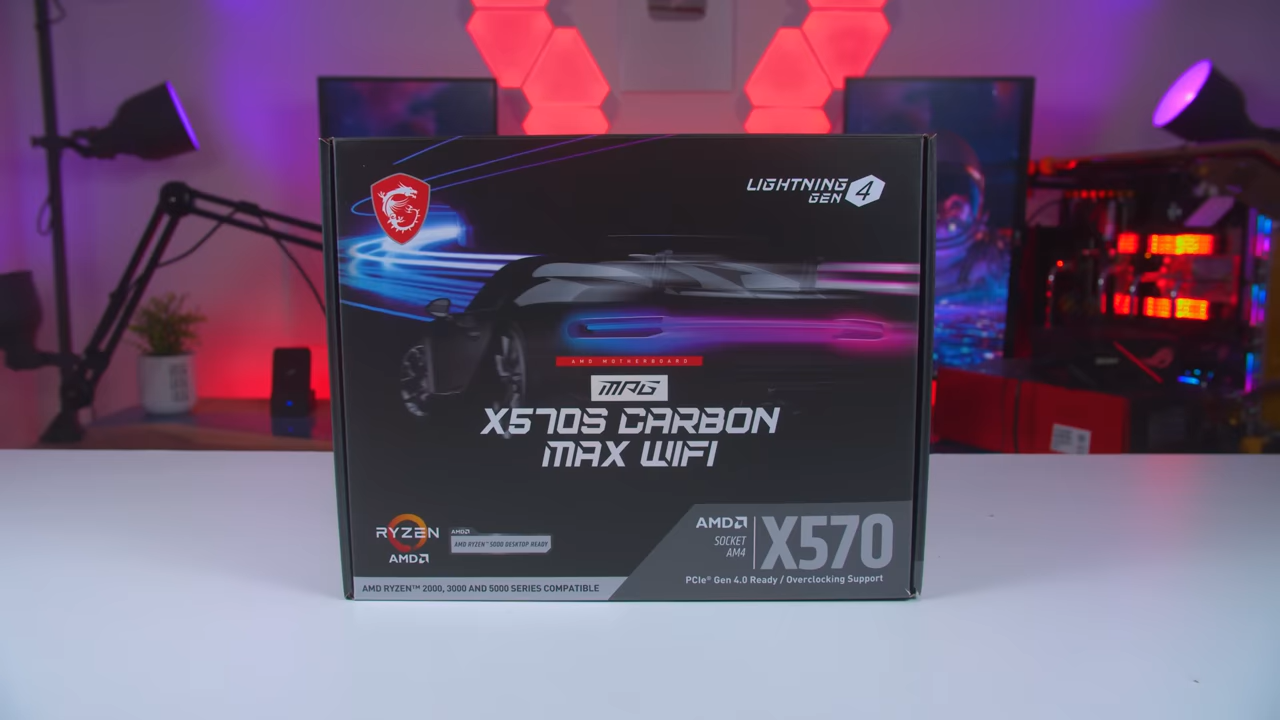 LIGHTNING
GEN 4
AMD MOTHERBOARD
MPG
X570S CARBON
MAX WIFI
RYZEN
AMD
AMD
AMD RYZEN™ 5000 DESKTOP READY
AMD RYZEN™ 2000, 3000 AND 5000 SERIES COMPATIBLE
AMD
SOCKET
AM4
X570
PCIe® Gen 4.0 Ready / Overclocking Support